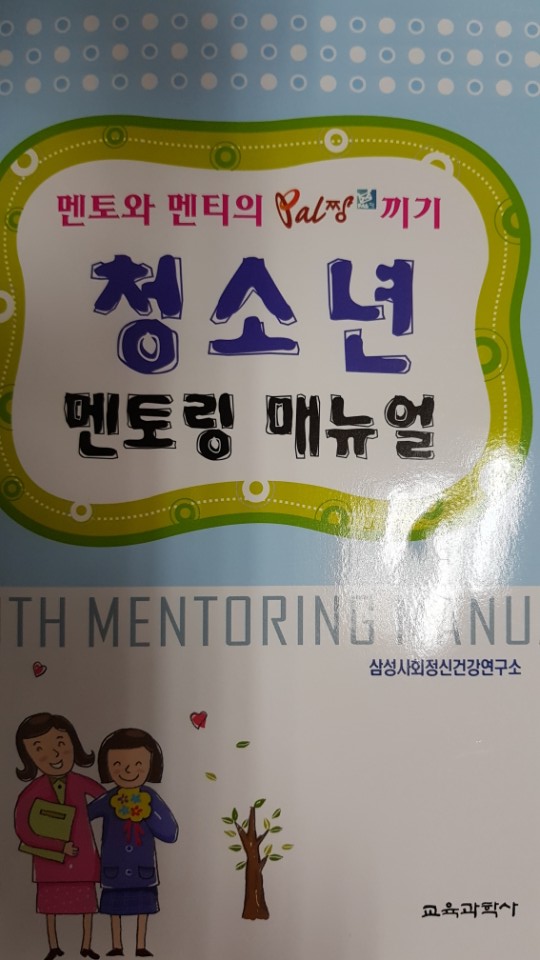 멘토와 멘티의 Pal짱 끼기
청소년
멘토링 매뉴얼
TH MENTORING MANUA
삼성사회정신건강연구소
교육과학사